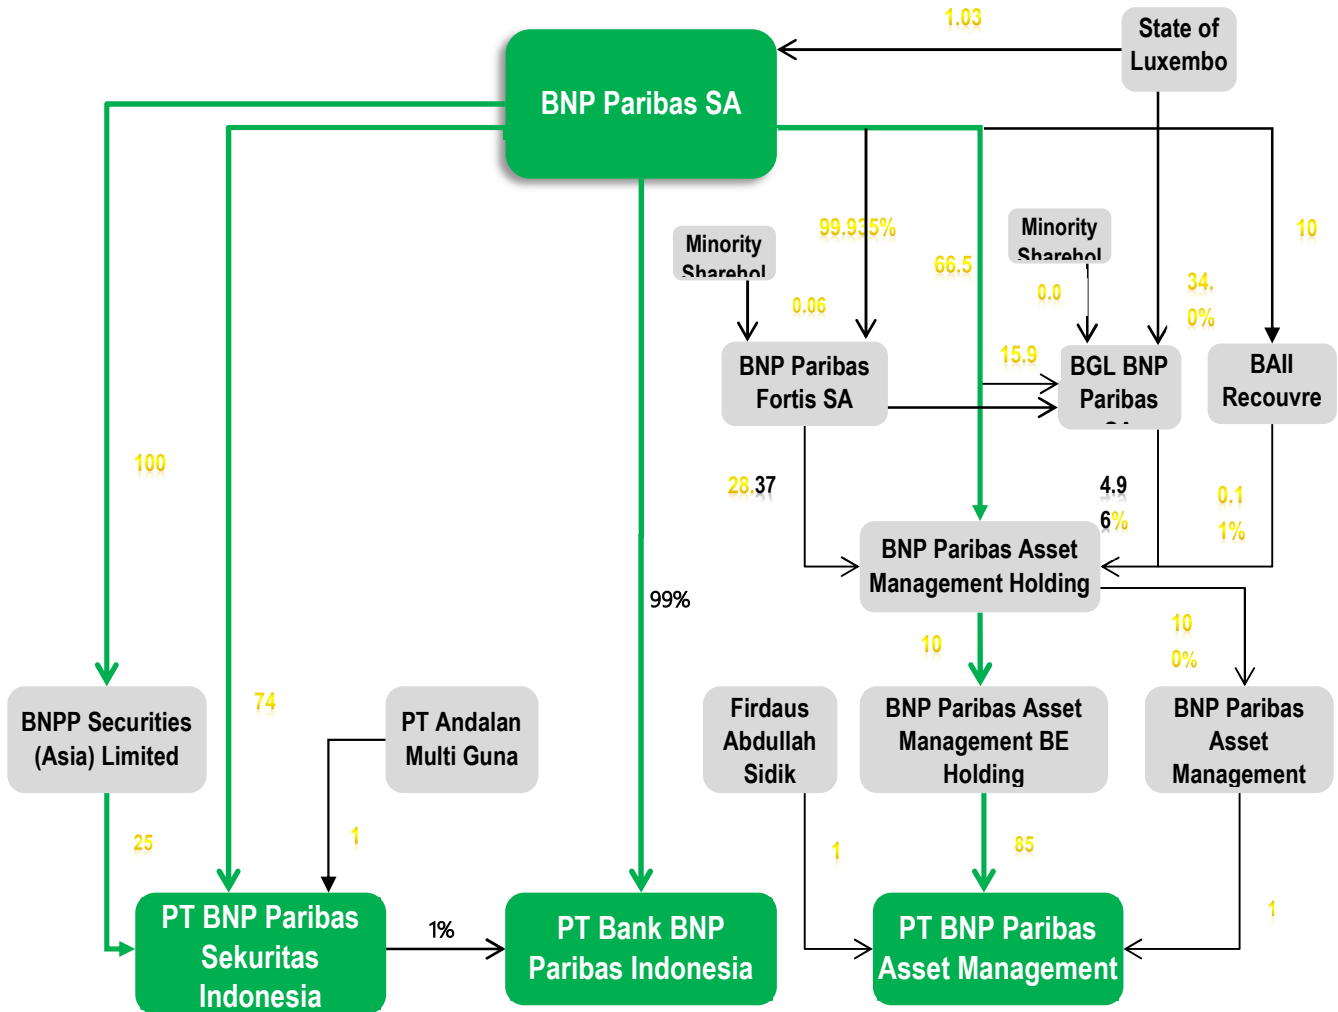 1.03
State of
Luxembo
BNP Paribas SA
Minority
Sharehol
99.935%
66.5
Minority
Sharehol
10
0.06
0.0
34.
0%
15.9
BNP Paribas
Fortis SA
BGL BNP
Paribas
BAII
Recouvre
100
28.37
4.9
6%
0.1
1%
BNP Paribas Asset
Management Holding
99%
10
10
0%
74
BNPP Securities
(Asia) Limited
PT Andalan
Multi Guna
Firdaus
Abdullah
Sidik
BNP Paribas Asset
Management BE
Holding
BNP Paribas
Asset
Management
25
1
1
85
1
PT BNP Paribas
Sekuritas
Indonesia
1%
PT Bank BNP
Paribas Indonesia
PT BNP Paribas
Asset Management